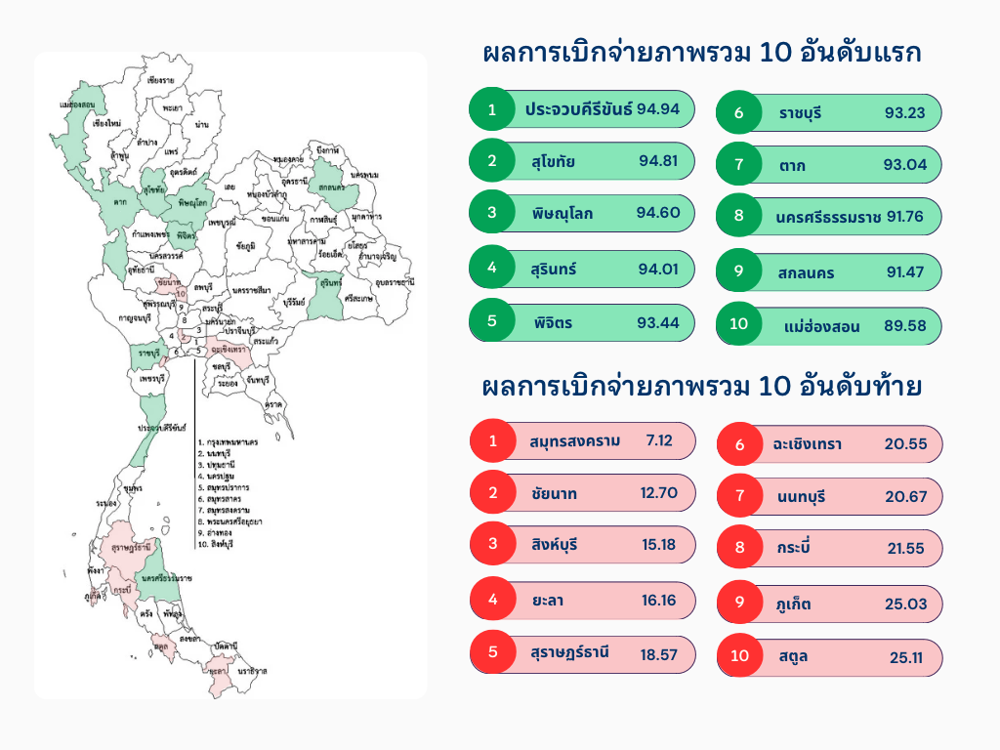 ผลการเบิกจ่ายภาพรวม 10 อันดับแรก
1 ประจวบคีรีขันธ์ 94.94
2 สุโขทัย 94.81
3 พิษณุโลก 94.60
4 สุรินทร์ 94.01
5 พิจิตร 93.44
6 ราชบุรี 93.23
7 ตาก 93.04
8 นครศรีธรรมราช 91.76
9 สกลนคร 91.47
10 แม่ฮ่องสอน 89.58
ผลการเบิกจ่ายภาพรวม 10 อันดับท้าย
1 สมุทรสงคราม 7.12
2 ชัยนาท 12.70
3 สิงห์บุรี 15.18
4 ยะลา 16.16
5 สุราษฎร์ธานี 18.57
6 ฉะเชิงเทรา 20.55
7 นนทบุรี 20.67
8 กระบี่ 21.55
9 ภูเก็ต 25.03
10 สตูล 25.11
เชียงราย
แม่ฮ่องสอน
พะเยา
เชียงใหม่
น่าน
ลำปาง
ลำพูน
แพร่
บึงกาฬ
หนองคาย
อุตรดิตถ์
นครพนม
เลย
อุดรธานี
สกลนคร
สุโขทัย
หนองบัวลำภู
ตาก
พิษณุโลก
มุกดาหาร
เพชรบูรณ์
ขอนแก่น
กาฬสินธุ์
กำแพงเพชร
พิจิตร
มหาสารคาม
ชัยภูมิ
ยโสธร
ร้อยเอ็ด
อำนาจเจริญ
นครสวรรค์
อุทัยธานี
ชัยนาท
สุรินทร์
อุบลราชธานี
ลพบุรี
นครราชสีมา
10
บุรีรัมย์
ศรีสะเกษ
สุพรรณบุรี
9
สระบุรี
กาญจนบุรี
8
นครนายก
3
ปราจีนบุรี
4
2
1
สระแก้ว
ราชบุรี
6
5
ฉะเชิงเทรา
7
ชลบุรี
เพชรบุรี
ระยอง
จันทบุรี
ตราด
ประจวบคีรีขันธ์
1. กรุงเทพมหานคร
2. นนทบุรี
3. ปทุมธานี
4. นครปฐม
5. สมุทรปราการ
6. สมุทรสาคร
7. สมุทรสงคราม
8. พระนครศรีอยุธยา
9. อ่างทอง
10. สิงห์บุรี
ชุมพร
ระนอง
สุราษฎร์ธานี
พังงา
นครศรีธรรมราช
กระบี่
ภูเก็ต
ตรัง
พัทลุง
สงขลา
สตูล
ปัตตานี
ยะลา
นราธิวาส